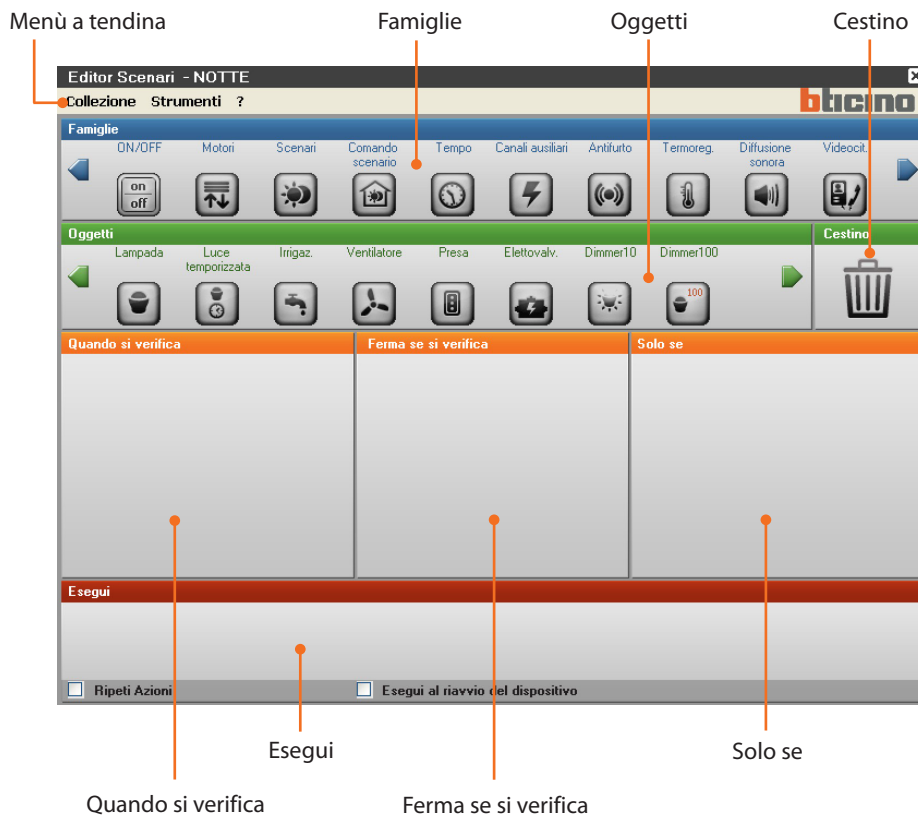 Menù a tendina Famiglie Oggetti Cestino
Editor Scenari - NOTTE
Collezione Strumenti ?
bticino
Famiglie
ON/OFF Motori Scenari Comando scenario Tempo Canali ausiliari Antifurto Termoreg. Diffusione sonora Videocit.
on
off
Oggetti Cestino
Lampada Luce temporizzata Irrigaz. Ventilatore Presa Elettovalv. Dimmer10 Dimmer100
100
Quando si verifica Ferma se si verifica Solo se
Esegui
Ripeti Azioni Esegui al riavvio del dispositivo
Esegui Solo se
Quando si verifica Ferma se si verifica